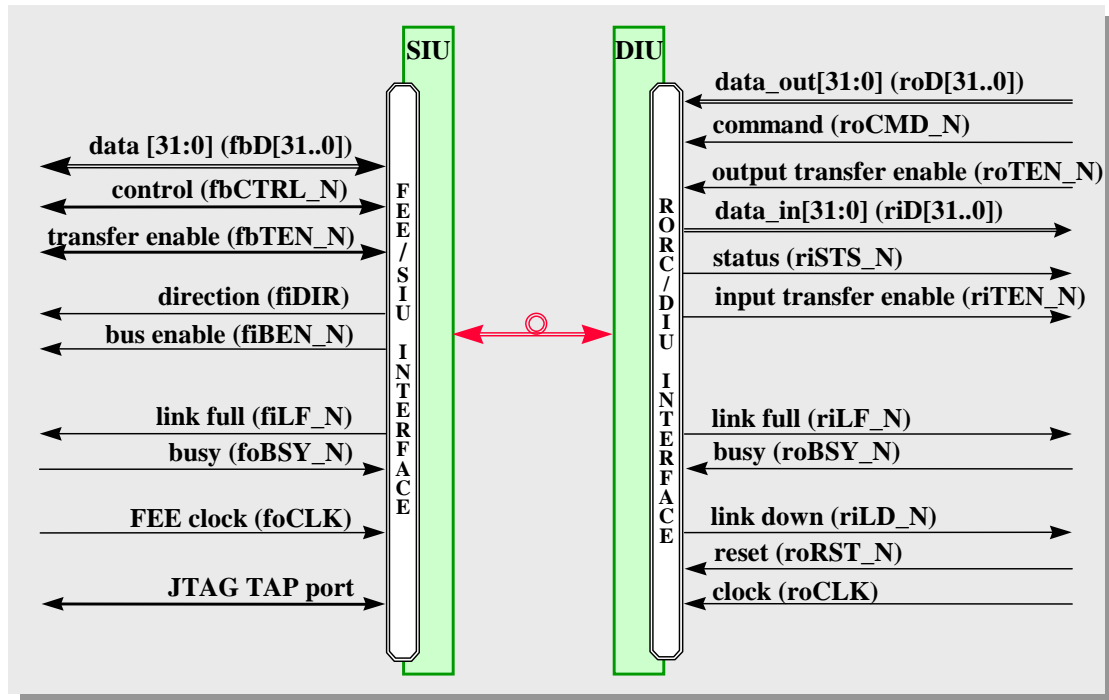 SIU
DIU
data [31:0] (fbD[31..0])
control (fbCTRL_N)
transfer enable (fbTEN_N)
direction (fiDIR)
bus enable (fiBEN_N)
link full (fiLF_N)
busy (foBSY_N)
FEE clock (foCLK)
JTAG TAP port
FEE/SIU INTERFACE
RORC/DIU INTERFACE
data_out[31:0] (roD[31..0])
command (roCMD_N)
output transfer enable (roTEN_N)
data_in[31:0] (riD[31..0])
status (riSTS_N)
input transfer enable (riTEN_N)
link full (riLF_N)
busy (roBSY_N)
link down (riLD_N)
reset (roRST_N)
clock (roCLK)